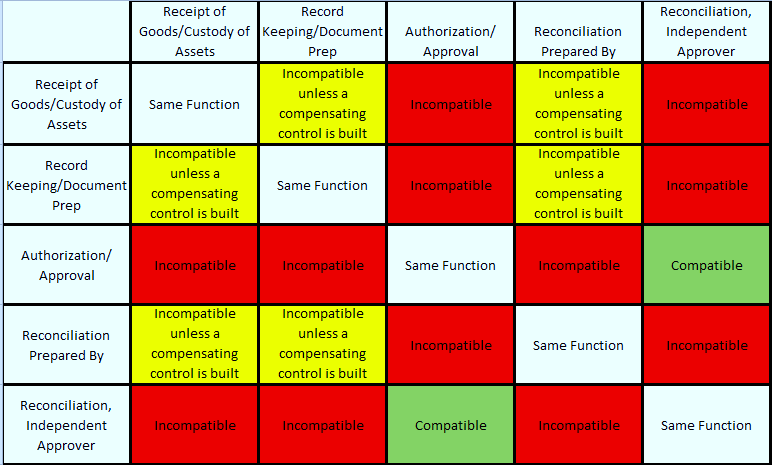 Receipt of
Goods/Custody of
Assets
Record
Keeping/Document
Prep
Authorization/
Approval
Reconciliation
Prepared By
Reconciliation,
Independent
Approver
Receipt of
Goods/Custody of
Assets
Same Function
Incompatible
unless a
compensating
control is built
Incompatible
Incompatible
unless a
compensating
control is built
Incompatible
Record
Keeping/Document
Prep
Incompatible
unless a
compensating
control is built
Same Function
Incompatible
Incompatible
unless a
compensating
control is built
Incompatible
Authorization/
Approval
Incompatible
Incompatible
Same Function
Incompatible
Compatible
Reconciliation
Prepared By
Incompatible
unless a
compensating
control is built
Incompatible
unless a
compensating
control is built
Incompatible
Same Function
Incompatible
Reconciliation,
Independent
Approver
Incompatible
Incompatible
Compatible
Incompatible
Same Function